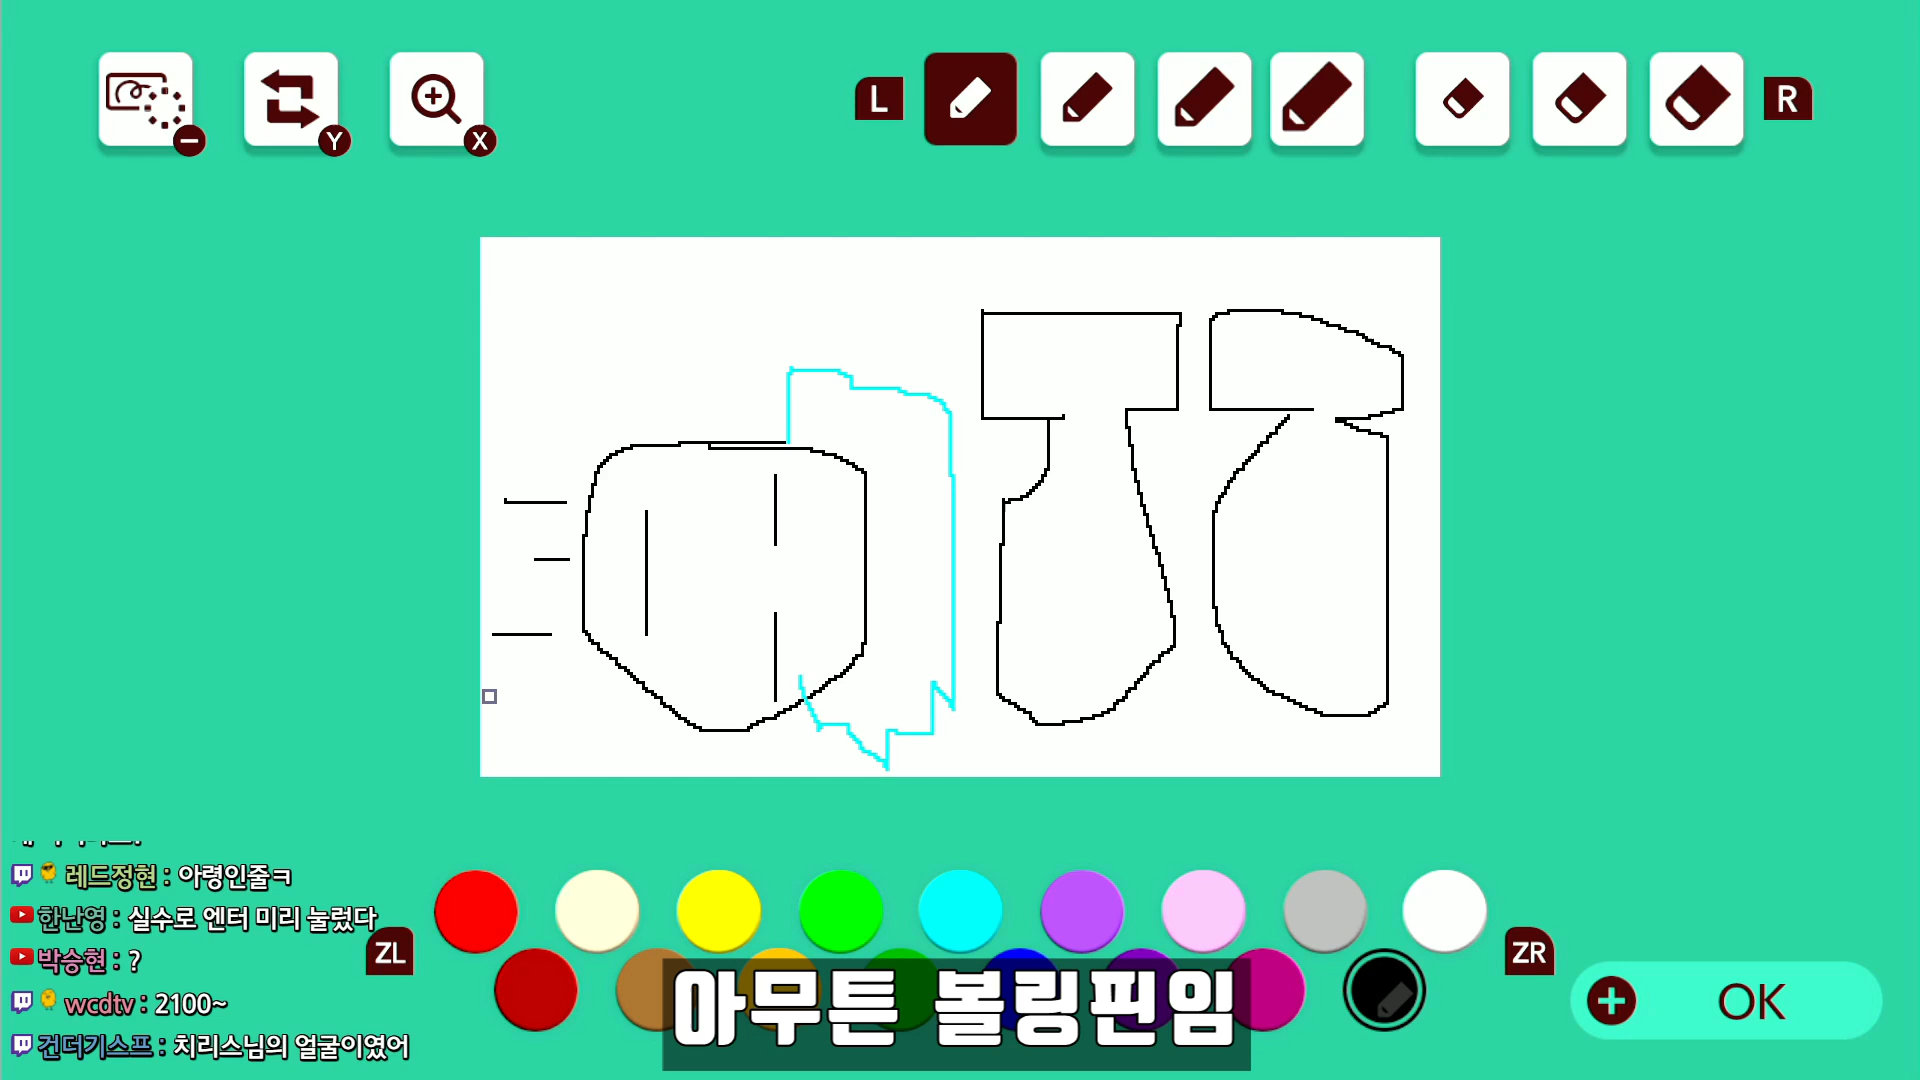 L
R
Y
X
레드정현 : 아령인줄ㅋ
한난영 : 실수로 엔터 미리 눌렀다
박승현 : ?
wcdtv : 2100~
건더기스프 : 치리스님의 얼굴이였어
ZL
ZR
아무튼 볼링핀임
OK